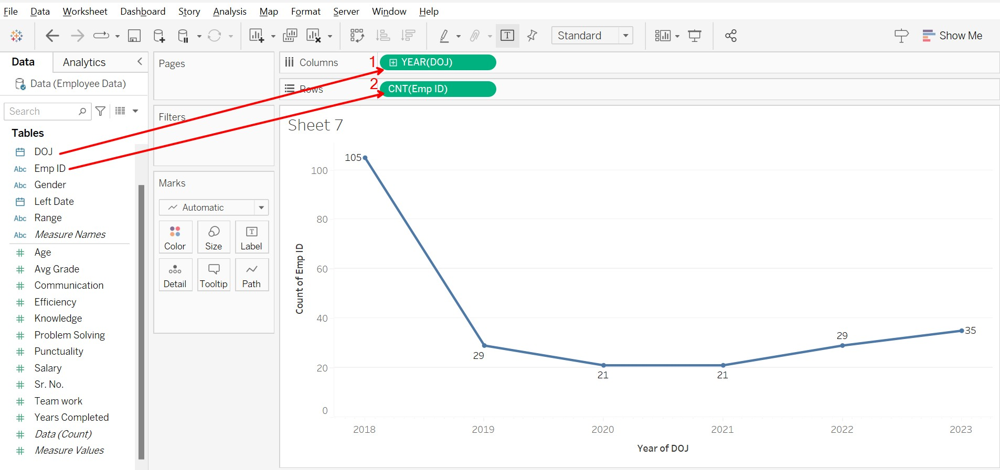 File Data Worksheet Dashboard Story Analysis Map Format Server Window Help
Standard
Show Me
Data Analytics
Data (Employee Data)
Search
Tables
DOJ
Abc Emp ID
Abc Gender
Left Date
Abc Range
Abc Measure Names
Age
Avg Grade
Communication
Efficiency
Knowledge
Problem Solving
Punctuality
Salary
Sr. No.
Team work
Years Completed
Data (Count)
Measure Values
Pages
Filters
Marks
Automatic
Color Size Label
Detail Tooltip Path
Columns 1 YEAR(DOJ)
Rows 2 CNT(Emp ID)
Sheet 7
Count of Emp ID
100
80
60
40
20
0
105
29
21
21
29
35
2018 2019 2020 2021 2022 2023
Year of DOJ